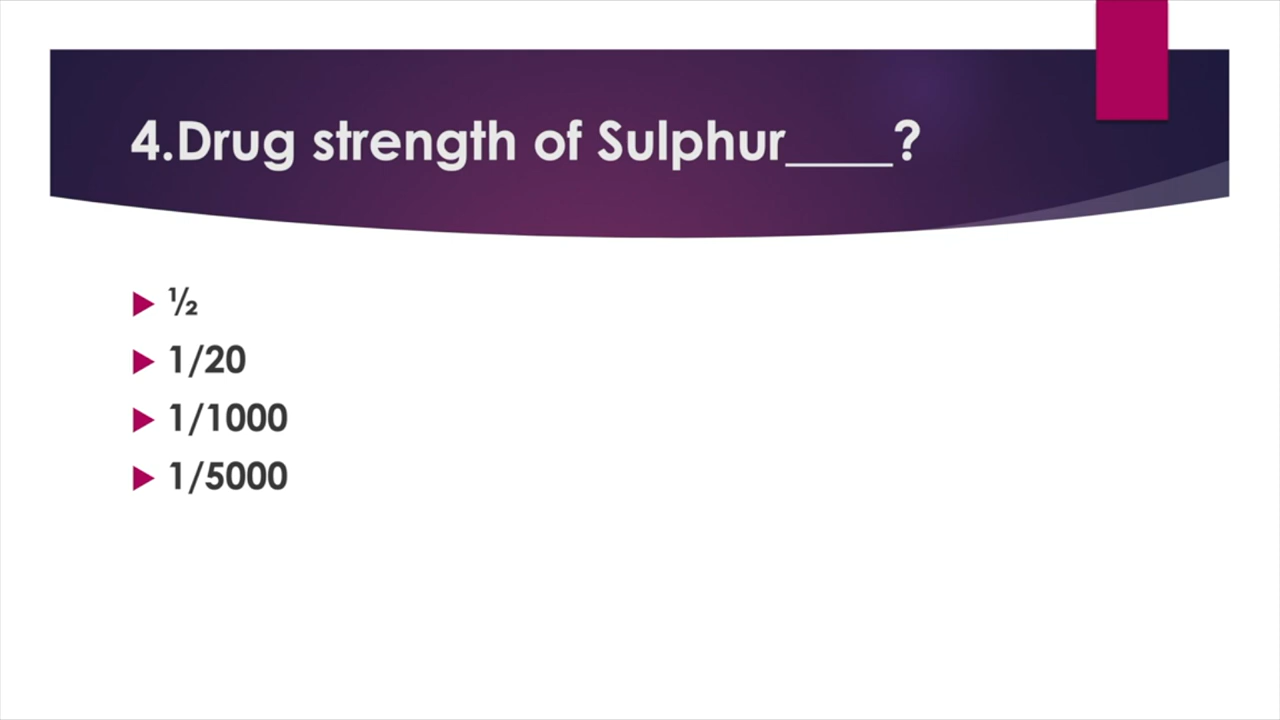 4.Drug strength of Sulphur____?
½
1/20
1/1000
1/5000